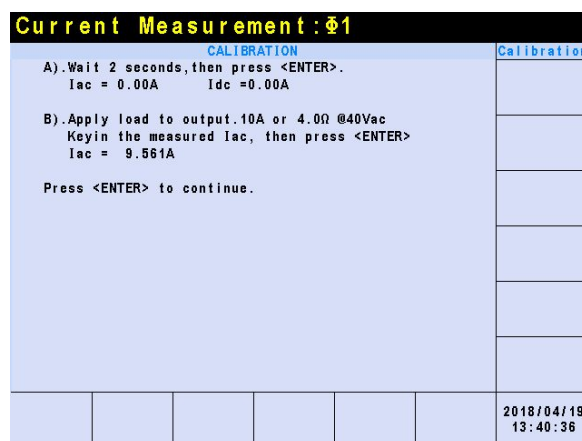 Current Measurement:Φ1
CALIBRATION
Calibration
A).Wait 2 seconds,then press <ENTER>.
Iac = 0.00A Idc =0.00A
B).Apply load to output.10A or 4.0Ω @40Vac
Keyin the measured Iac, then press <ENTER>
Iac = 9.561A
Press <ENTER> to continue.
2018/04/19
13:40:36